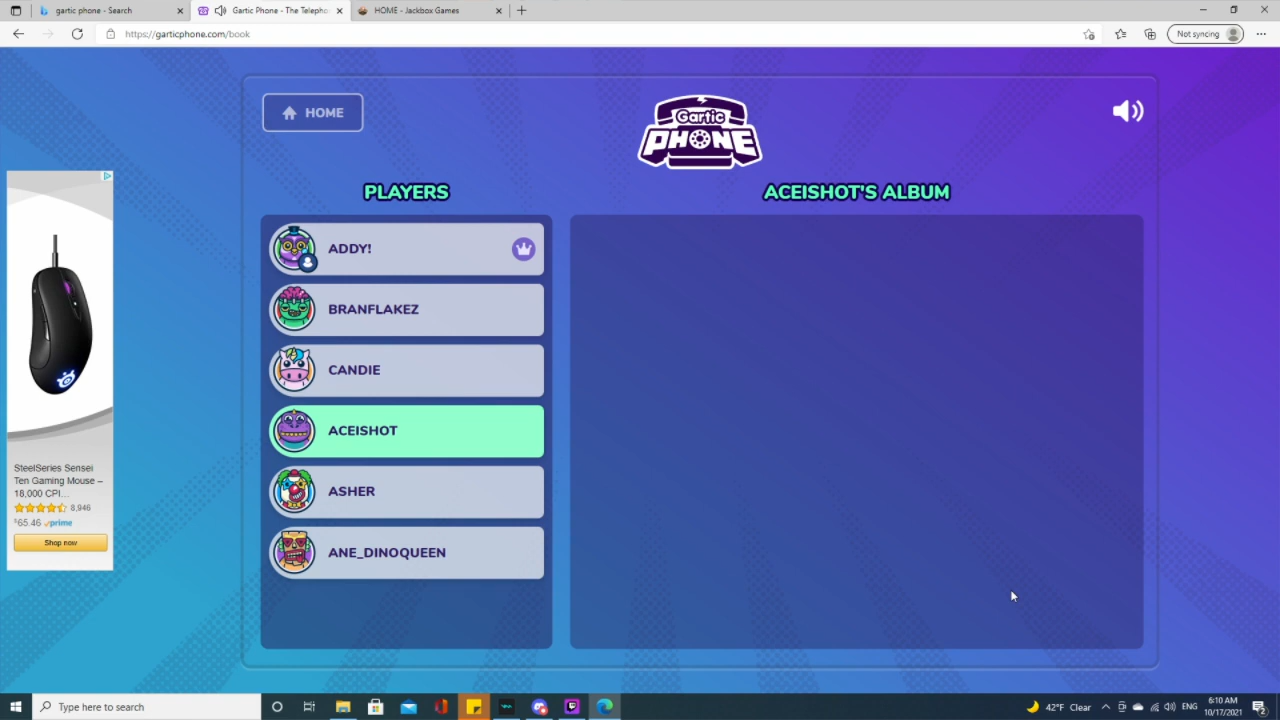 gartic phone - Search
Gartic Phone - The Telepho
HOME - Jackbox Games
https://garticphone.com/book
Not syncing
HOME
Gartic
PHONE
PLAYERS
ACEISHOT'S ALBUM
ADDY!
BRANFLAKEZ
CANDIE
ACEISHOT
ASHER
ANE_DINOQUEEN
SteelSeries Sensei
Ten Gaming Mouse –
18,000 CPI...
8,946
$65.46 prime
Shop now
Type here to search
42°F Clear
ENG
6:10 AM
10/17/2021
2